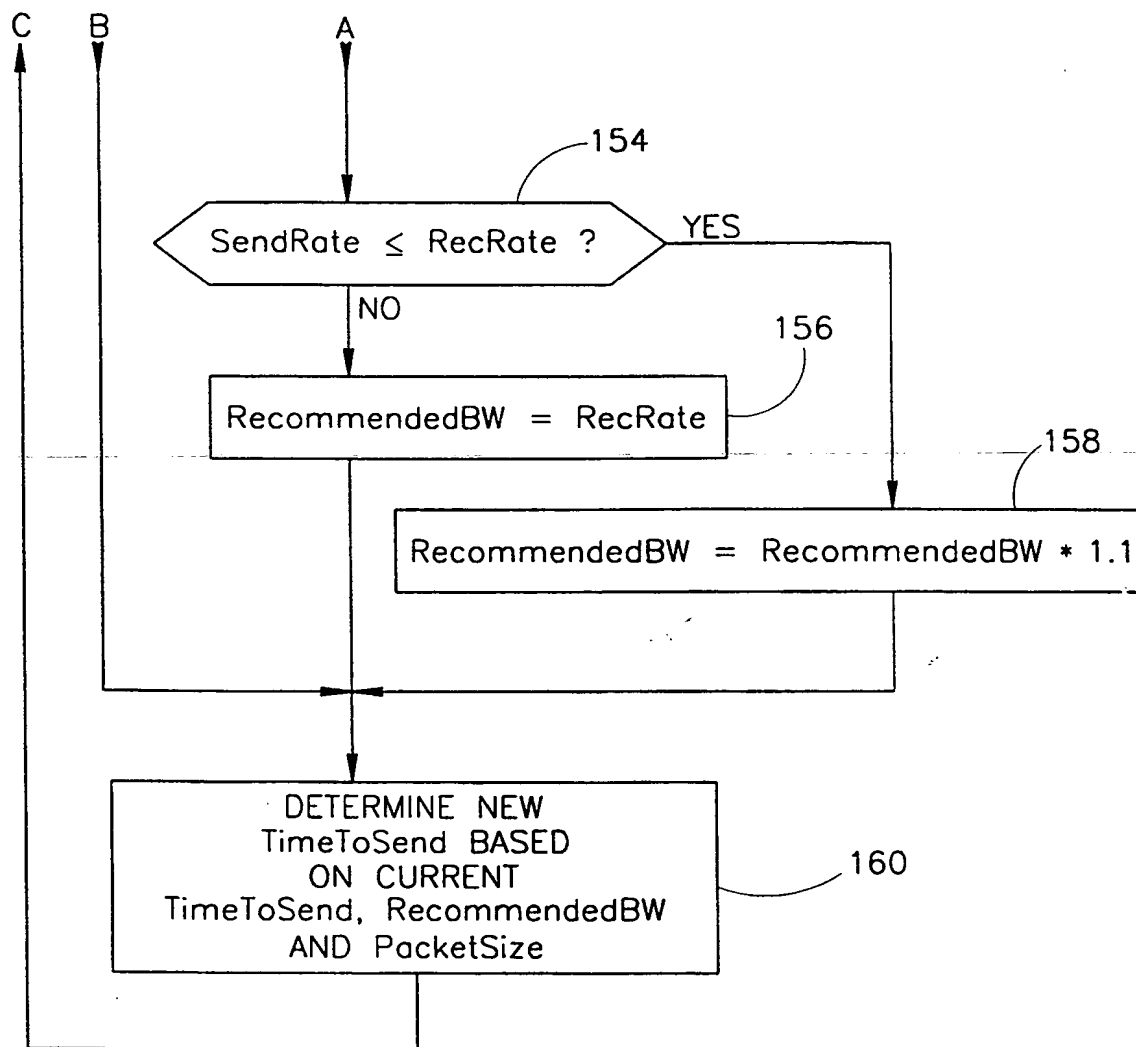 C B A
154
SendRate ≤ RecRate ?
YES
NO
156
RecommendedBW = RecRate
158
RecommendedBW = RecommendedBW * 1.1
DETERMINE NEW
TimeToSend BASED
ON CURRENT
TimeToSend, RecommendedBW
AND PacketSize
160